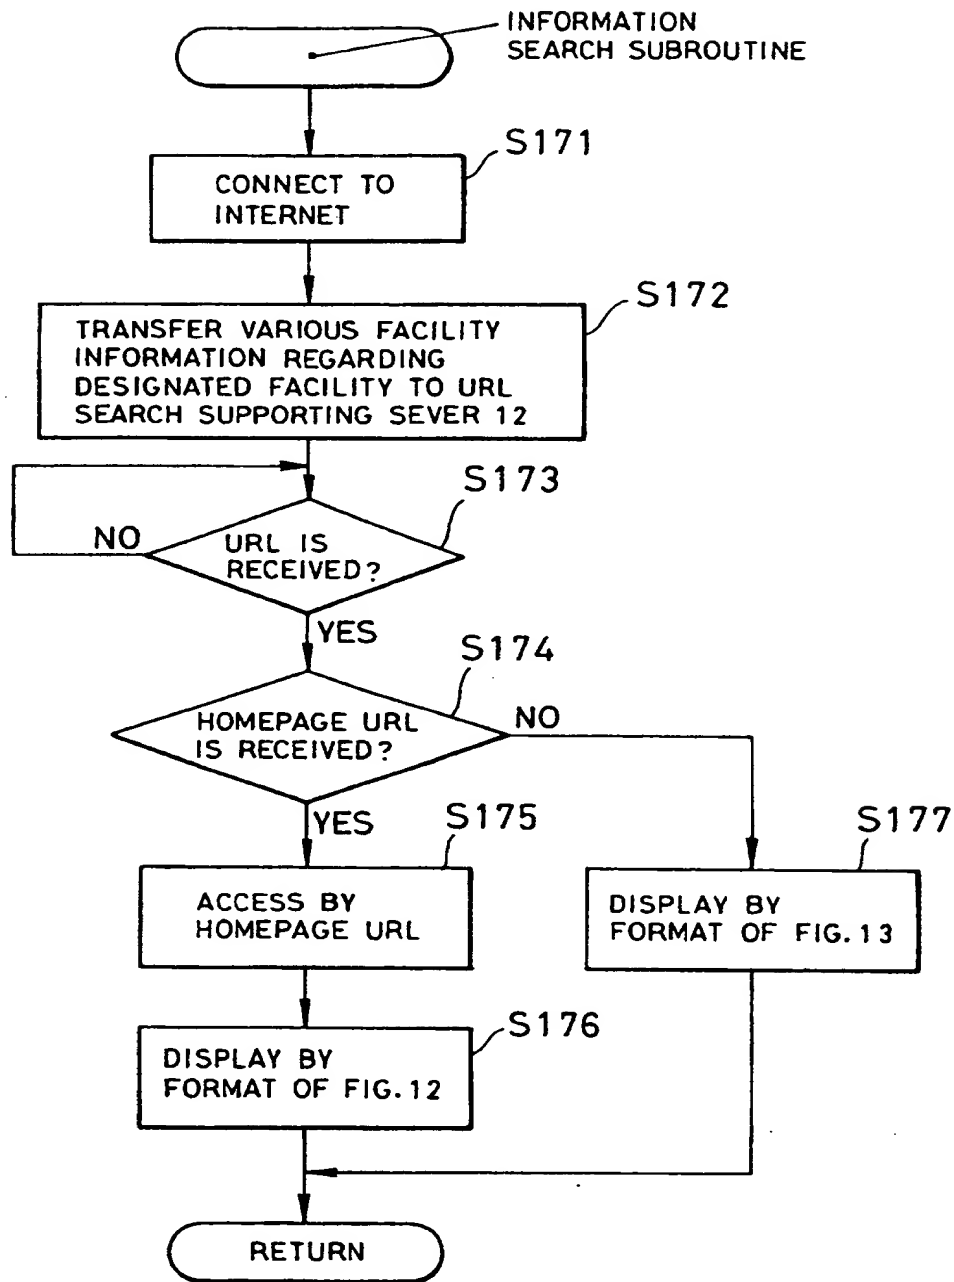 INFORMATION
SEARCH SUBROUTINE
S171
CONNECT TO
INTERNET
S172
TRANSFER VARIOUS FACILITY
INFORMATION REGARDING
DESIGNATED FACILITY TO URL
SEARCH SUPPORTING SEVER 12
S173
NO
URL IS
RECEIVED?
YES
S174
HOMEPAGE URL
IS RECEIVED?
NO
YES
S175
S177
ACCESS BY
HOMEPAGE URL
DISPLAY BY
FORMAT OF FIG.13
S176
DISPLAY BY
FORMAT OF FIG.12
RETURN